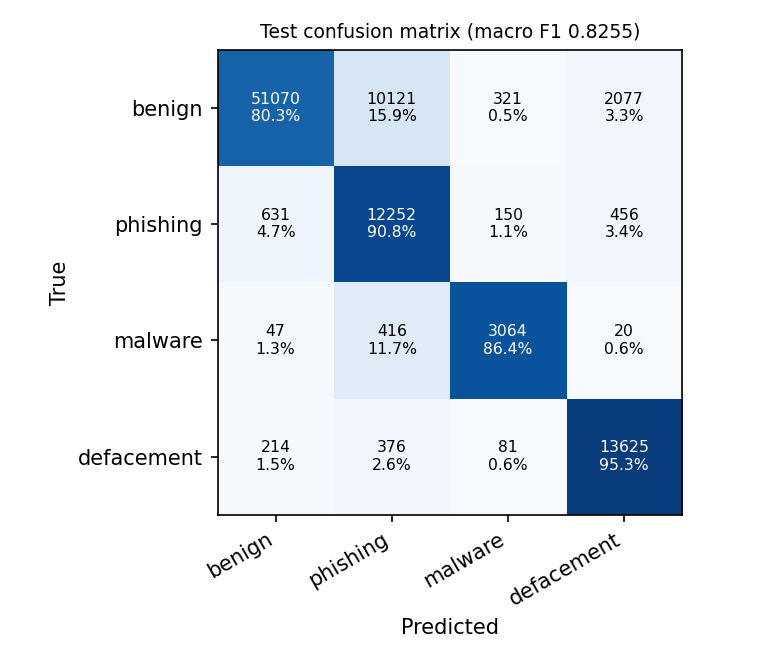 Test confusion matrix (macro F1 0.8255)
True
benign
51070 10121 321 2077
80.3% 15.9% 0.5% 3.3%
phishing
631 12252 150 456
4.7% 90.8% 1.1% 3.4%
malware
47 416 3064 20
1.3% 11.7% 86.4% 0.6%
defacement
214 376 81 13625
1.5% 2.6% 0.6% 95.3%
benign phishing malware defacement
Predicted